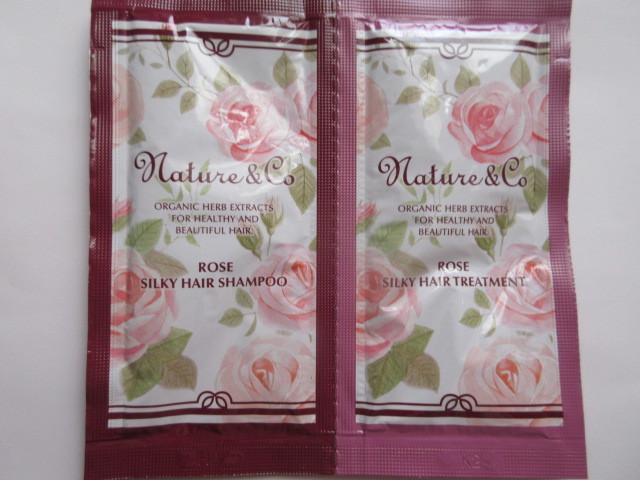 Nature & Co
ORGANIC HERB EXTRACTS
FOR HEALTHY AND
BEAUTIFUL HAIR.
ROSE
SILKY HAIR SHAMPOO
Nature & Co
ORGANIC HERB EXTRACTS
FOR HEALTHY AND
BEAUTIFUL HAIR.
ROSE
SILKY HAIR TREATMENT